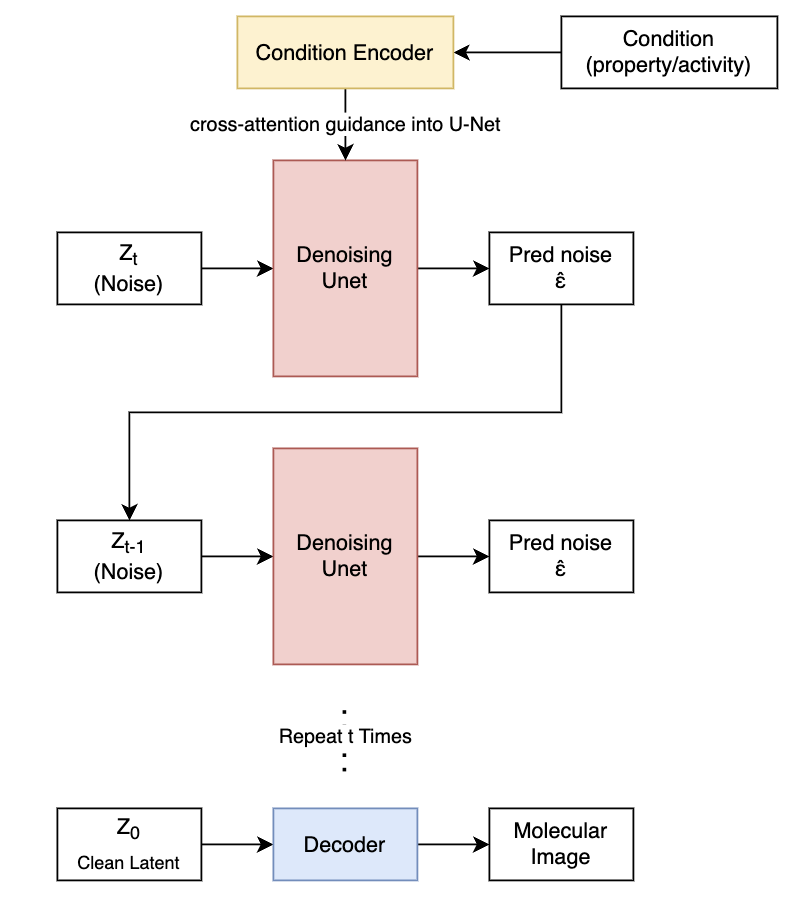 Condition Encoder
Condition
(property/activity)
cross-attention guidance into U-Net
Zt
(Noise)
Denoising
Unet
Pred noise
ε̂
Zt-1
(Noise)
Denoising
Unet
Pred noise
ε̂
Repeat t Times
Z0
Clean Latent
Decoder
Molecular
Image